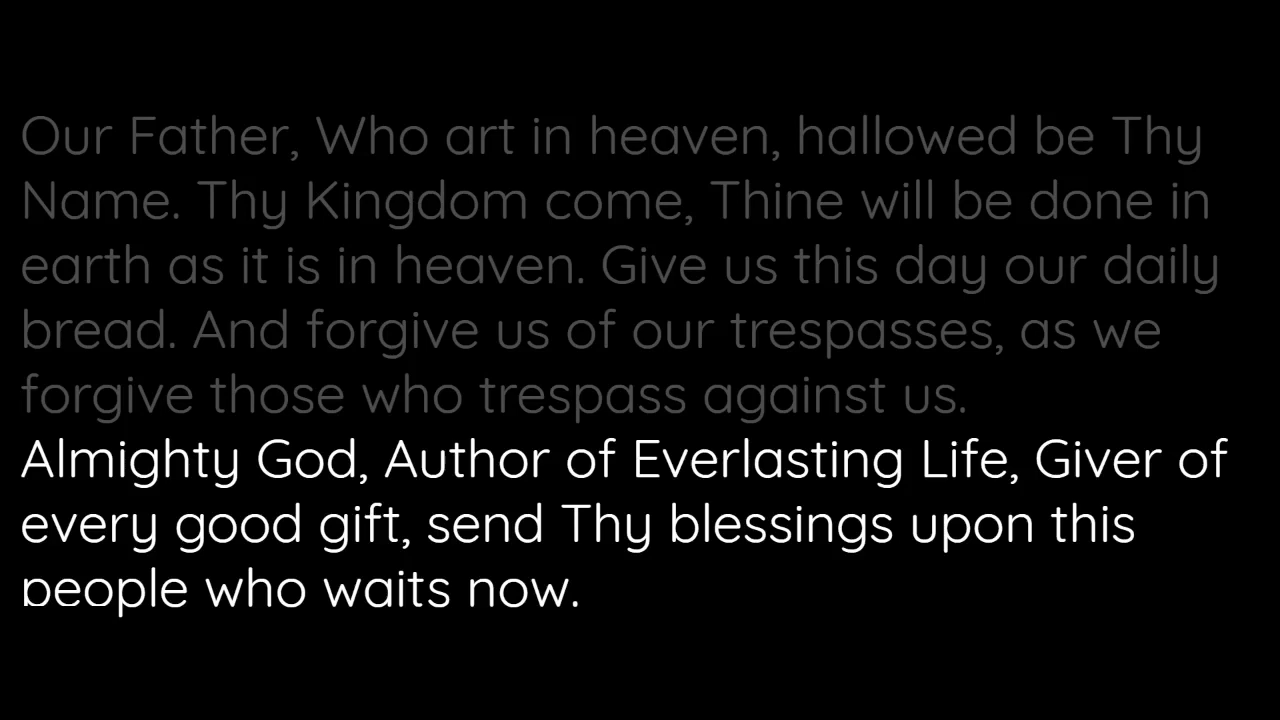 Our Father, Who art in heaven, hallowed be Thy
Name. Thy Kingdom come, Thine will be done in
earth as it is in heaven. Give us this day our daily
bread. And forgive us of our trespasses, as we
forgive those who trespass against us.
Almighty God, Author of Everlasting Life, Giver of
every good gift, send Thy blessings upon this
people who waits now.